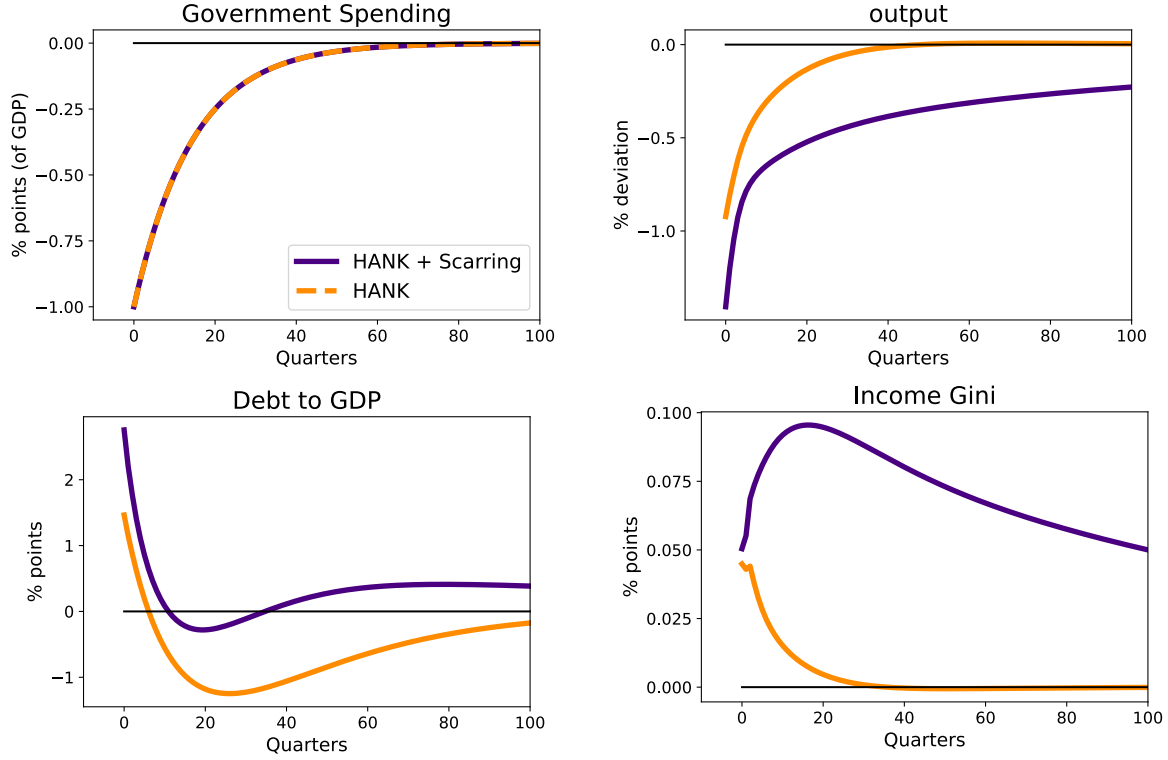 Government Spending
% points (of GDP)
0.00
−0.25
−0.50
−0.75
−1.00
HANK + Scarring
HANK
0
20
40
60
80
100
Quarters
output
% deviation
0.0
−0.5
−1.0
0
20
40
60
80
100
Quarters
Debt to GDP
% points
2
1
0
−1
0
20
40
60
80
100
Quarters
Income Gini
% points
0.100
0.075
0.050
0.025
0.000
0
20
40
60
80
100
Quarters